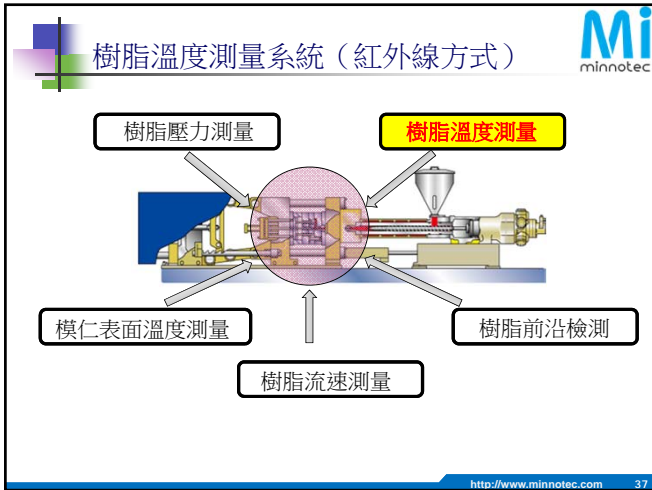 樹脂溫度測量系統（紅外線方式）
Mi
minnotec
樹脂壓力測量
樹脂溫度測量
模仁表面溫度測量
樹脂前沿檢測
樹脂流速測量
http://www.minnotec.com 37